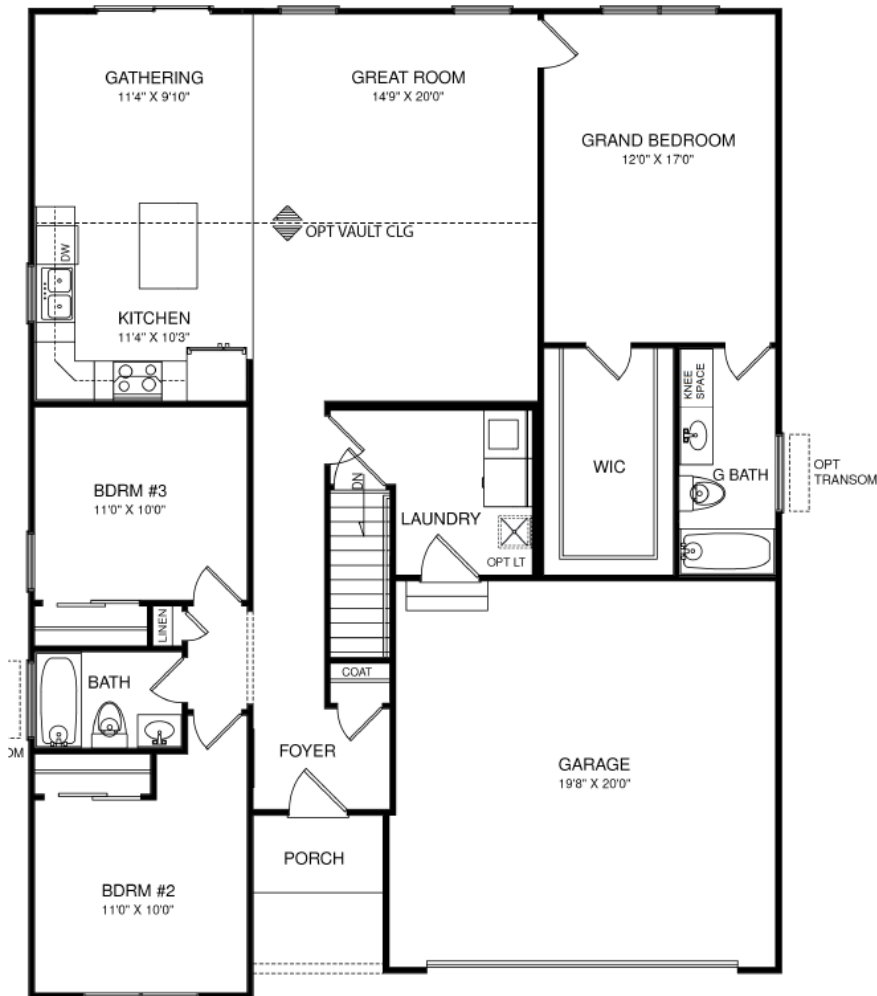 GATHERING
11'4" X 9'10"
GREAT ROOM
14'9" X 20'0"
GRAND BEDROOM
12'0" X 17'0"
OPT VAULT CLG
DW
KITCHEN
11'4" X 10'3"
KNEE
SPACE
BDRM #3
11'0" X 10'0"
DN
LAUNDRY
OPT LT
WIC
G BATH
OPT
TRANSOM
LINEN
BATH
COAT
FOYER
GARAGE
19'8" X 20'0"
PORCH
BDRM #2
11'0" X 10'0"